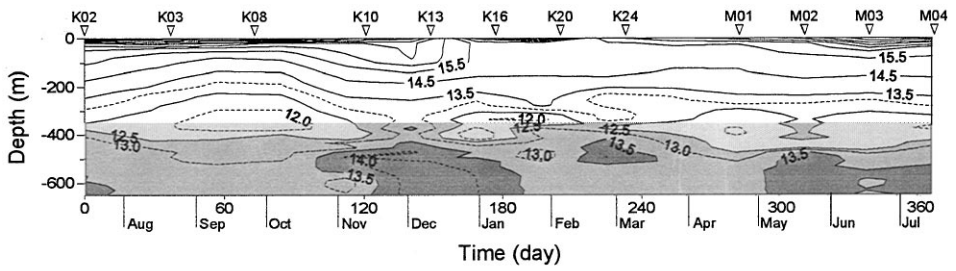 K02 K03 K08 K10 K13 K16 K20 K24 M01 M02 M03 M04
0
15.5 15.5
14.5 14.5
-200
13.5 13.5
Depth (m)
12.0 12.0
12.5 12.5 12.5
-400
13.0 13.0
14.0 13.0 13.5 13.5
13.5 13.5
-600
0 60 120 180 240 300 360
Aug Sep Oct Nov Dec Jan Feb Mar Apr May Jun Jul
Time (day)